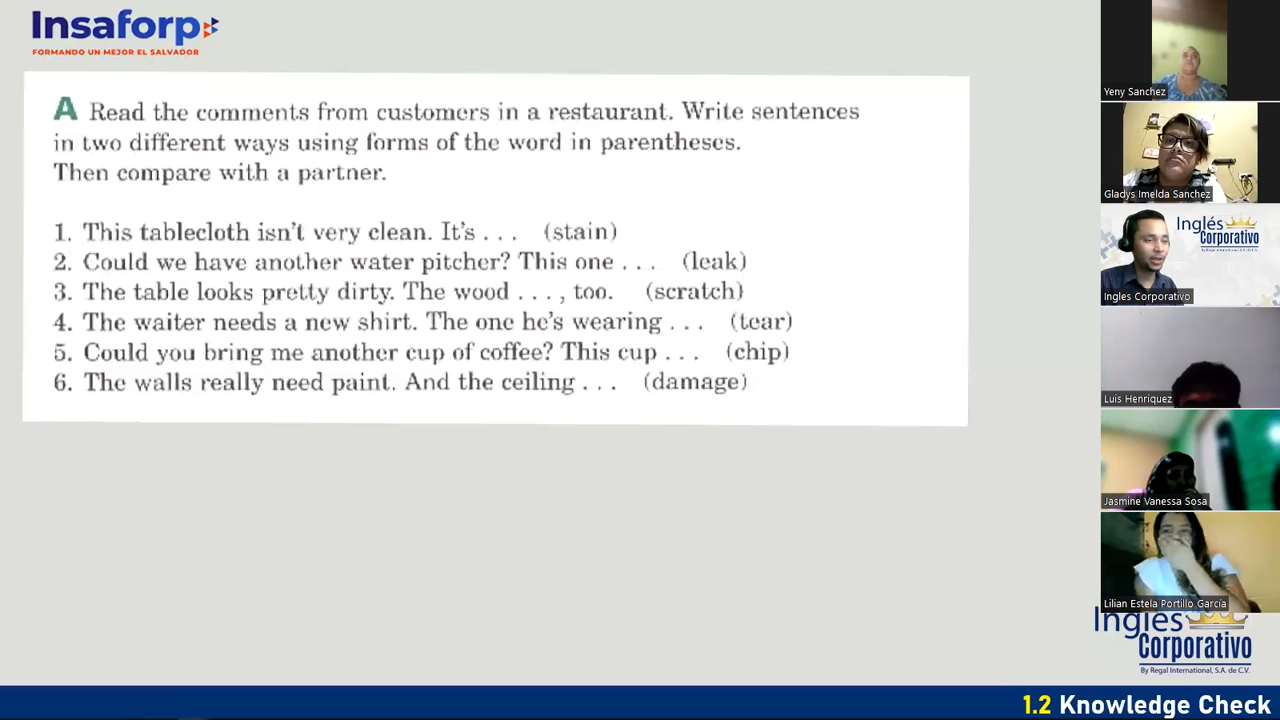 Insaforp
FORMANDO UN MEJOR EL SALVADOR
A Read the comments from customers in a restaurant. Write sentences
in two different ways using forms of the word in parentheses.
Then compare with a partner.
1. This tablecloth isn't very clean. It's . . . (stain)
2. Could we have another water pitcher? This one . . . (leak)
3. The table looks pretty dirty. The wood . . . , too. (scratch)
4. The waiter needs a new shirt. The one he's wearing . . . (tear)
5. Could you bring me another cup of coffee? This cup . . . (chip)
6. The walls really need paint. And the ceiling . . . (damage)
Yeny Sanchez
Gladys Imelda Sanchez
Inglés
Corporativo
Ingles Corporativo
Luis Henriquez
Jasmine Vanessa Sosa
Lilian Estela Portillo García
Inglés
Corporativo
By Regal International, S.A. de C.V.
1.2 Knowledge Check